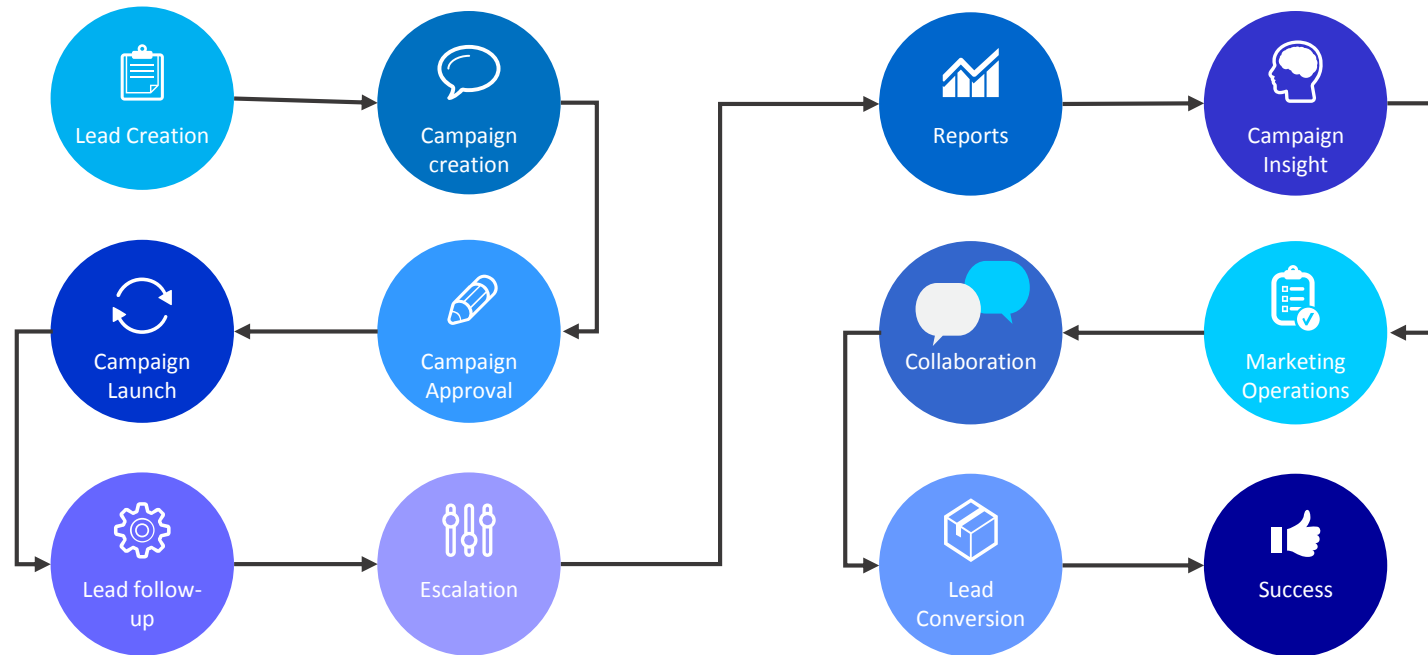 Lead Creation
Campaign
creation
Reports
Campaign
Insight
Campaign
Launch
Campaign
Approval
Collaboration
Marketing
Operations
Lead follow-
up
Escalation
Lead
Conversion
Success